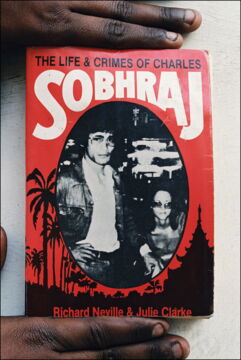 THE LIFE & CRIMES OF CHARLES
SOBHRAJ
Richard Neville & Julie Clarke